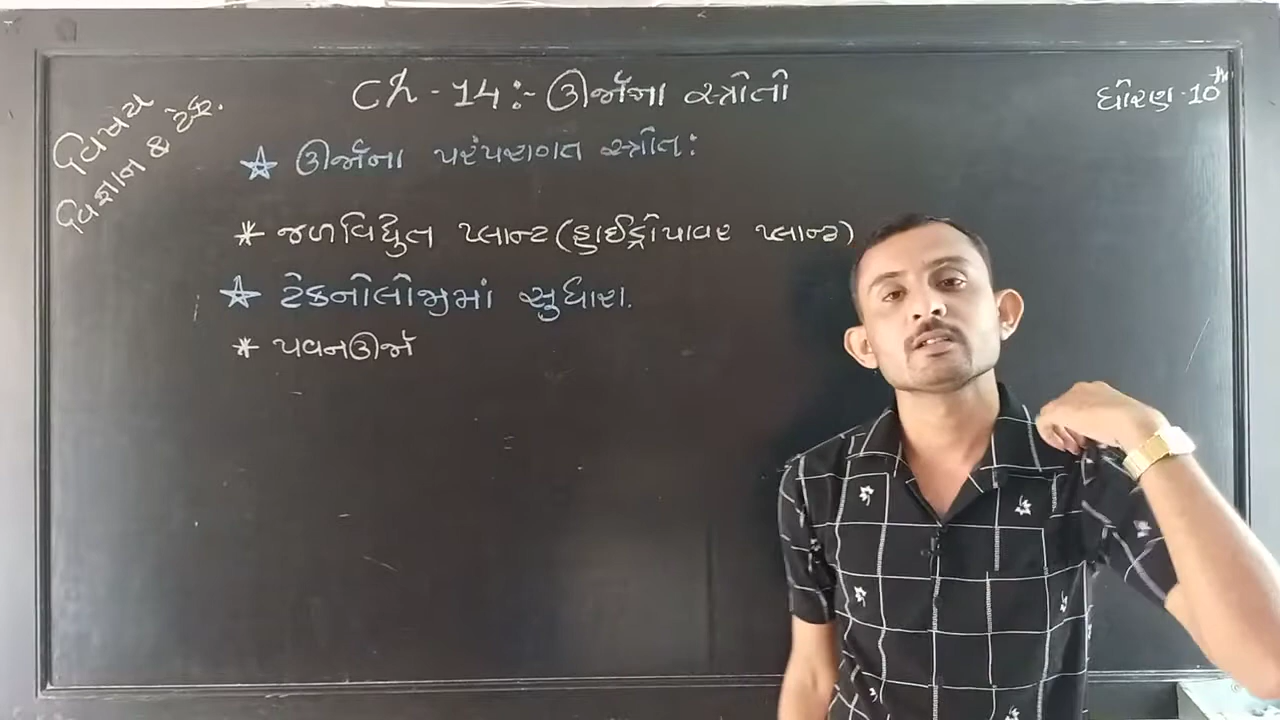 વિષય
વિજ્ઞાન & ટેક.
Ch - 14 :- ઊર્જાના સ્ત્રોતો
ધોરણ - 10th
☆ ઊર્જાના પરંપરાગત સ્ત્રોત :
* જળવિદ્યુત પ્લાન્ટ (હાઈડ્રોપાવર પ્લાન્ટ)
☆ ટેકનોલોજીમાં સુધારા.
* પવનઊર્જા